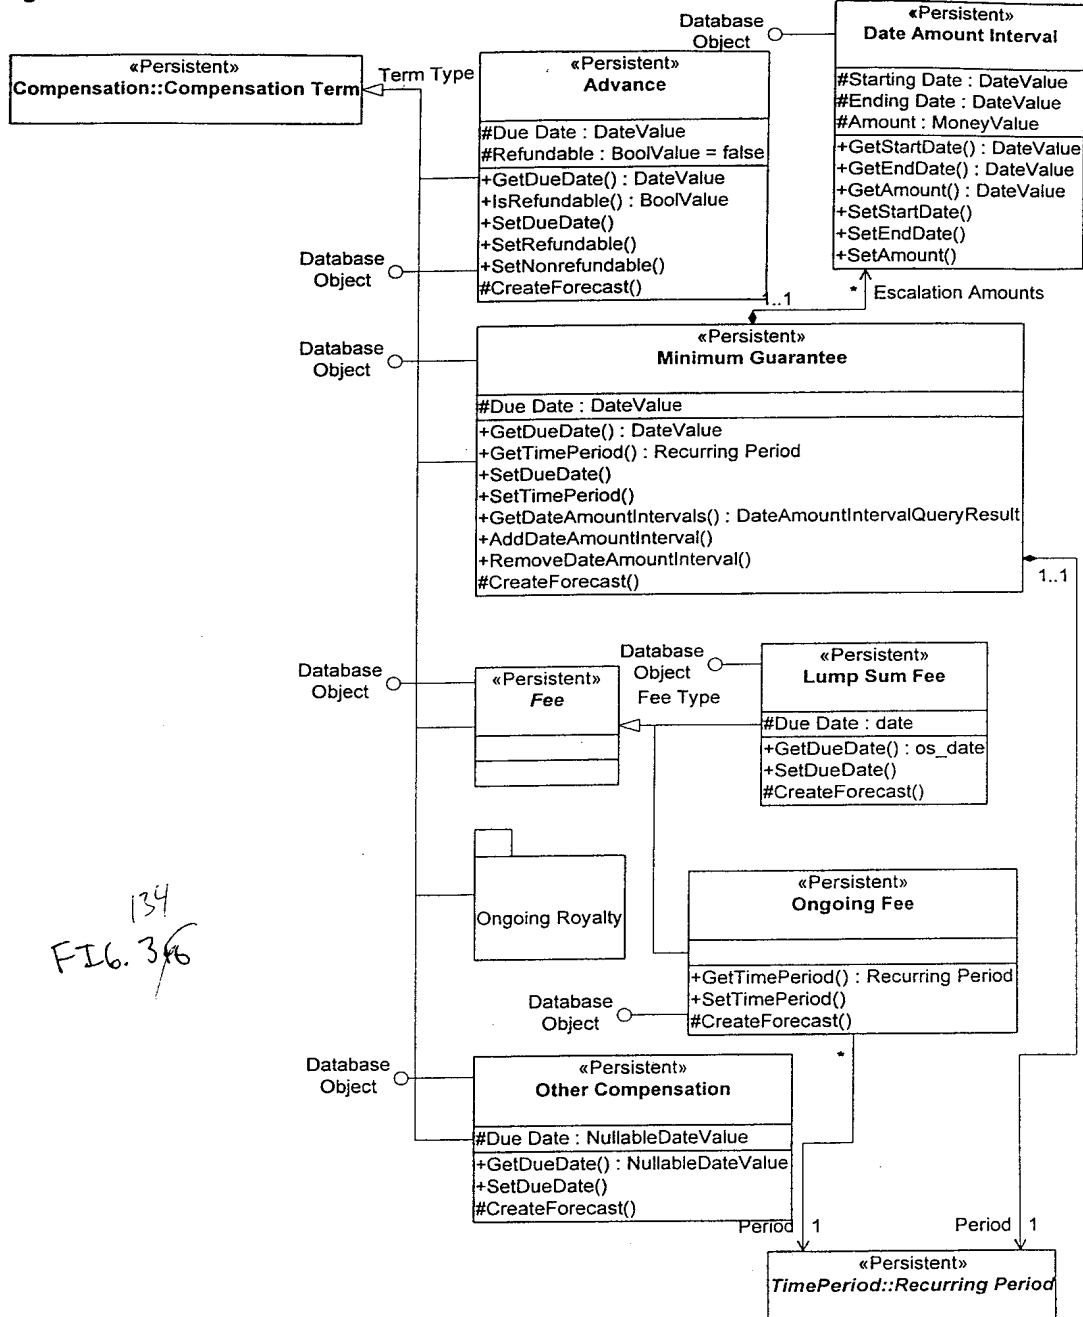 «Persistent»
Compensation::Compensation Term
Term Type
«Persistent»
Advance
#Due Date : DateValue
#Refundable : BoolValue = false
+GetDueDate() : DateValue
+IsRefundable() : BoolValue
+SetDueDate()
+SetRefundable()
+SetNonrefundable()
#CreateForecast()
Database
Object
Database
Object
«Persistent»
Date Amount Interval
#Starting Date : DateValue
#Ending Date : DateValue
#Amount : MoneyValue
+GetStartDate() : DateValue
+GetEndDate() : DateValue
+GetAmount() : DateValue
+SetStartDate()
+SetEndDate()
+SetAmount()
1..1
* Escalation Amounts
Database
Object
«Persistent»
Minimum Guarantee
#Due Date : DateValue
+GetDueDate() : DateValue
+GetTimePeriod() : Recurring Period
+SetDueDate()
+SetTimePeriod()
+GetDateAmountIntervals() : DateAmountIntervalQueryResult
+AddDateAmountInterval()
+RemoveDateAmountInterval()
#CreateForecast()
1..1
Database
Object
«Persistent»
Fee
Fee Type
Database
Object
«Persistent»
Lump Sum Fee
#Due Date : date
+GetDueDate() : os_date
+SetDueDate()
#CreateForecast()
Ongoing Royalty
«Persistent»
Ongoing Fee
+GetTimePeriod() : Recurring Period
+SetTimePeriod()
#CreateForecast()
Database
Object
*
134
FIG. 3
Database
Object
«Persistent»
Other Compensation
#Due Date : NullableDateValue
+GetDueDate() : NullableDateValue
+SetDueDate()
#CreateForecast()
Period 1
Period 1
«Persistent»
TimePeriod::Recurring Period